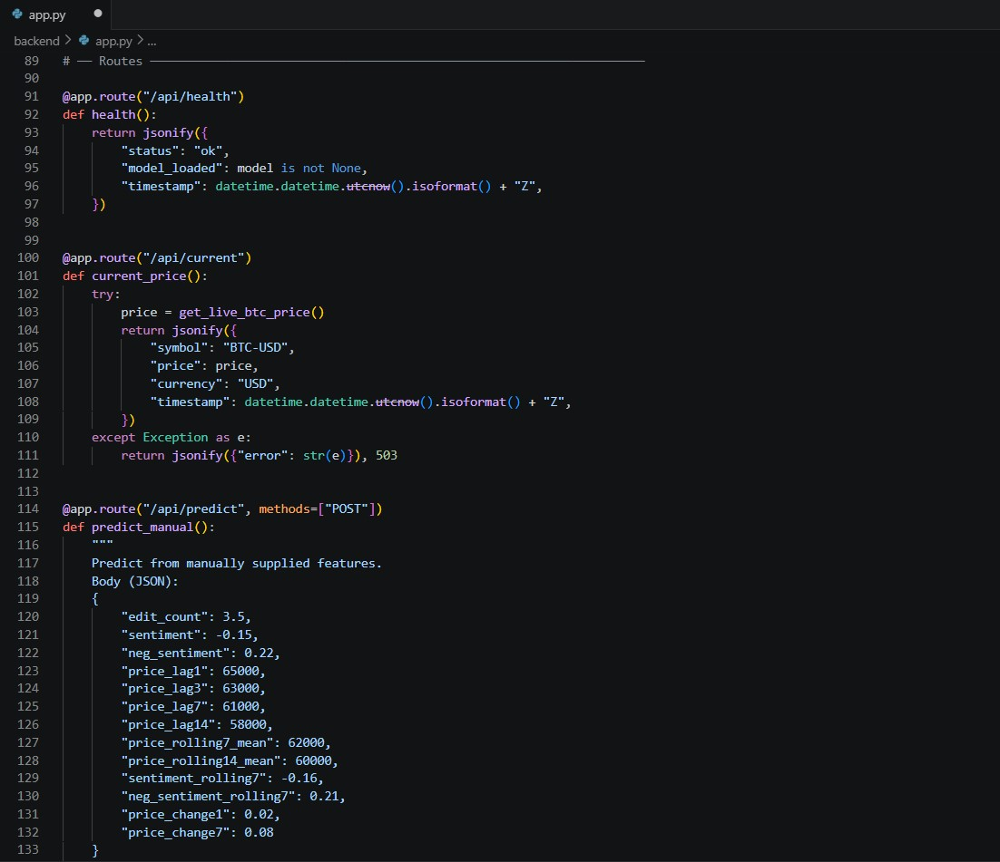 app.py
backend > app.py > ...
89 # — Routes ————————————————————————————————
90
91 @app.route("/api/health")
92 def health():
93     return jsonify({
94         "status": "ok",
95         "model_loaded": model is not None,
96         "timestamp": datetime.datetime.utcnow().isoformat() + "Z",
97     })
98
99
100 @app.route("/api/current")
101 def current_price():
102     try:
103         price = get_live_btc_price()
104         return jsonify({
105             "symbol": "BTC-USD",
106             "price": price,
107             "currency": "USD",
108             "timestamp": datetime.datetime.utcnow().isoformat() + "Z",
109         })
110     except Exception as e:
111         return jsonify({"error": str(e)}), 503
112
113
114 @app.route("/api/predict", methods=["POST"])
115 def predict_manual():
116     """
117     Predict from manually supplied features.
118     Body (JSON):
119     {
120         "edit_count": 3.5,
121         "sentiment": -0.15,
122         "neg_sentiment": 0.22,
123         "price_lag1": 65000,
124         "price_lag3": 63000,
125         "price_lag7": 61000,
126         "price_lag14": 58000,
127         "price_rolling7_mean": 62000,
128         "price_rolling14_mean": 60000,
129         "sentiment_rolling7": -0.16,
130         "neg_sentiment_rolling7": 0.21,
131         "price_change1": 0.02,
132         "price_change7": 0.08
133     }